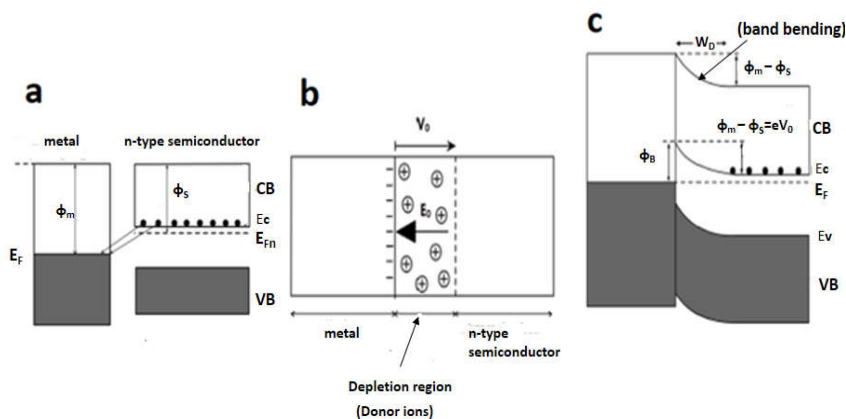 a
metal
n-type semiconductor
ϕm
ϕs
CB
Ec
EFn
EF
VB
b
V0
E0
metal
n-type
semiconductor
Depletion region
(Donor ions)
c
WD
(band bending)
ϕm − ϕs
ϕm − ϕs=eV0
CB
ϕB
Ec
EF
Ev
VB